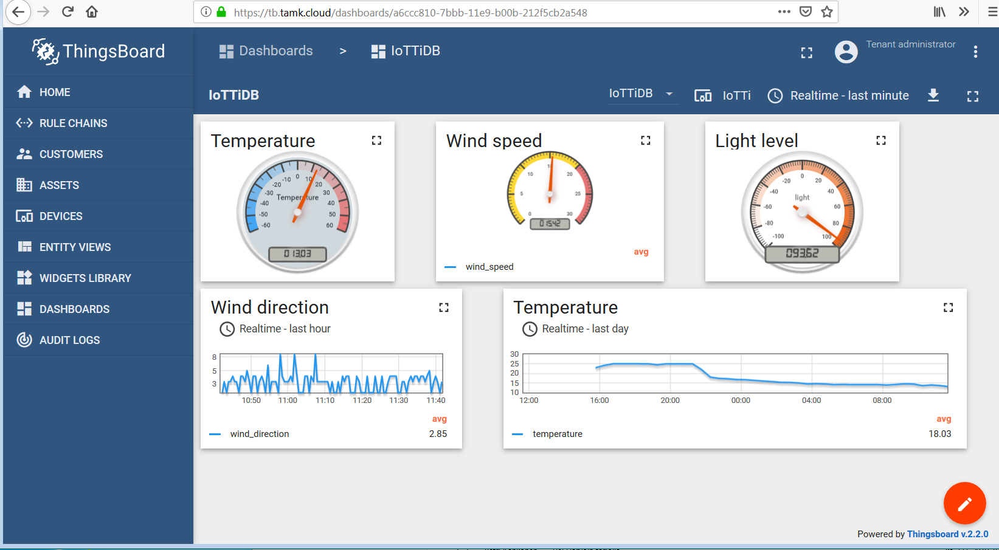 https://tb.tamk.cloud/dashboards/a6ccc810-7bbb-11e9-b00b-212f5cb2a548
ThingsBoard
Dashboards > IoTTiDB
Tenant administrator
HOME
RULE CHAINS
CUSTOMERS
ASSETS
DEVICES
ENTITY VIEWS
WIDGETS LIBRARY
DASHBOARDS
AUDIT LOGS
IoTTiDB
IoTTiDB
IoTTi
Realtime - last minute
Temperature
-60 -50 -40 -30 -20 -10 0 10 20 30 40 50 60
Temperature
013.03
Wind speed
0 5 10 15 20 25 30
015.42
avg
wind_speed
Light level
-100 -80 -60 -40 -20 0 20 40 60 80 100
light
093.62
Wind direction
Realtime - last hour
8
5
3
10:50 11:00 11:10 11:20 11:30 11:40
avg
wind_direction 2.85
Temperature
Realtime - last day
30
25
20
15
10
12:00 16:00 20:00 00:00 04:00 08:00
avg
temperature 18.03
Powered by Thingsboard v.2.2.0